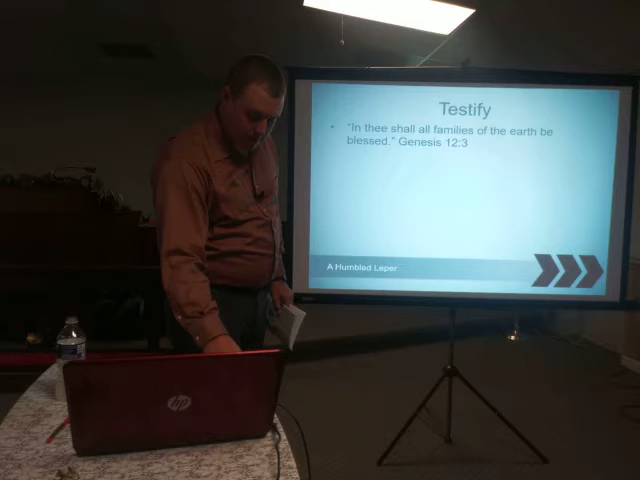 Testify
• "In thee shall all families of the earth be
blessed." Genesis 12:3
A Humbled Leper
hp